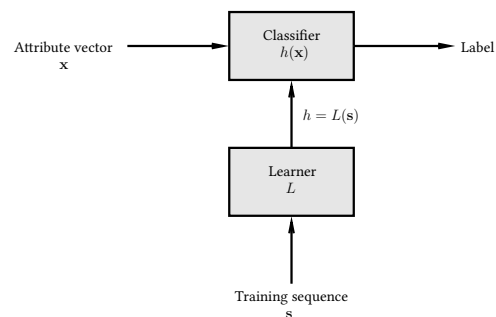 Classifier
h(x)
Attribute vector
x
Label
h = L(s)
Learner
L
Training sequence
s